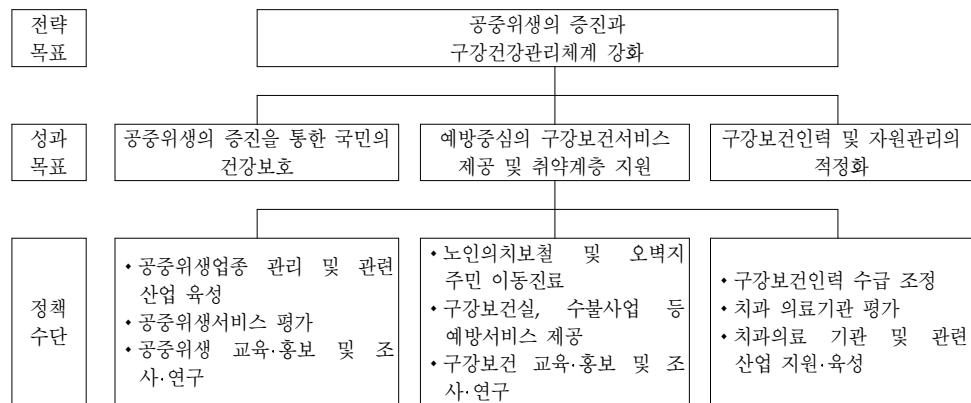 전략
목표
공중위생의 증진과
구강건강관리체계 강화
성과
목표
공중위생의 증진을 통한 국민의
건강보호
예방중심의 구강보건서비스
제공 및 취약계층 지원
구강보건인력 및 자원관리의
적정화
정책
수단
• 공중위생업종 관리 및 관련
산업 육성
• 공중위생서비스 평가
• 공중위생 교육·홍보 및 조
사·연구
• 노인의치보철 및 오벽지
주민 이동진료
• 구강보건실, 수불사업 등
예방서비스 제공
• 구강보건 교육·홍보 및 조
사·연구
• 구강보건인력 수급 조정
• 치과 의료기관 평가
• 치과의료 기관 및 관련
산업 지원·육성